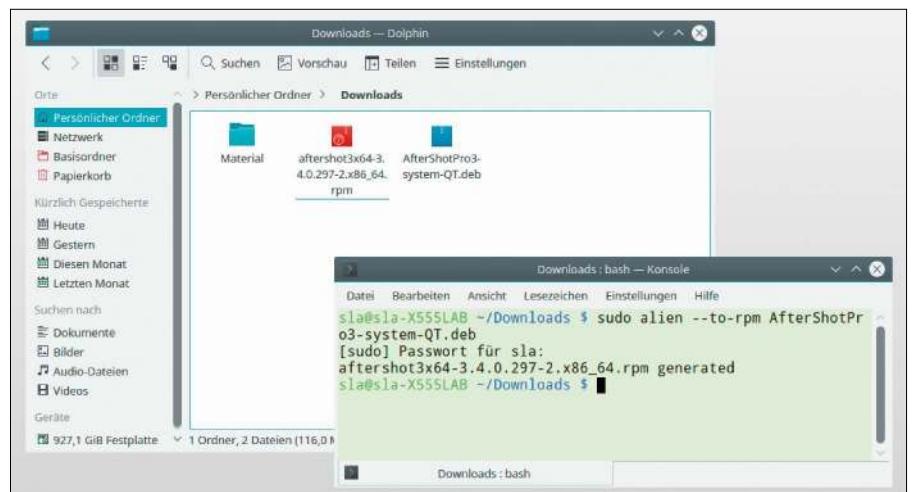 Downloads — Dolphin
Suchen Vorschau Teilen Einstellungen
Orte
> Persönlicher Ordner > Downloads
Persönlicher Ordner
Netzwerk
Basisordner
Papierkorb
Kürzlich Gespeicherte
Heute
Gestern
Diesen Monat
Letzten Monat
Suchen nach
Dokumente
Bilder
Audio-Dateien
Videos
Geräte
927,1 GiB Festplatte
Material
aftershot3x64-3.
4.0.297-2.x86_64.
rpm
AfterShotPro3-
system-QT.deb
1 Ordner, 2 Dateien (116,0
Downloads : bash — Konsole
Datei Bearbeiten Ansicht Lesezeichen Einstellungen Hilfe
sla@sla-X555LAB ~/Downloads $ sudo alien --to-rpm AfterShotPr
o3-system-QT.deb
[sudo] Passwort für sla:
aftershot3x64-3.4.0.297-2.x86_64.rpm generated
sla@sla-X555LAB ~/Downloads $
Downloads : bash